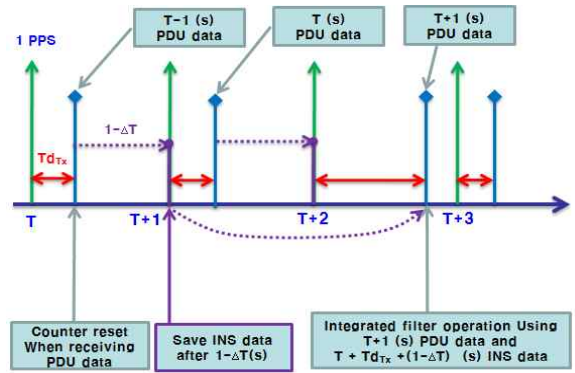 T-1 (s)
PDU data
T (s)
PDU data
T+1 (s)
PDU data
1 PPS
1-ΔT
Td_Tx
T
T+1
T+2
T+3
Counter reset
When receiving
PDU data
Save INS data
after 1-ΔT(s)
Integrated filter operation Using
T+1 (s) PDU data and
T + Td_Tx +(1-ΔT) (s) INS data